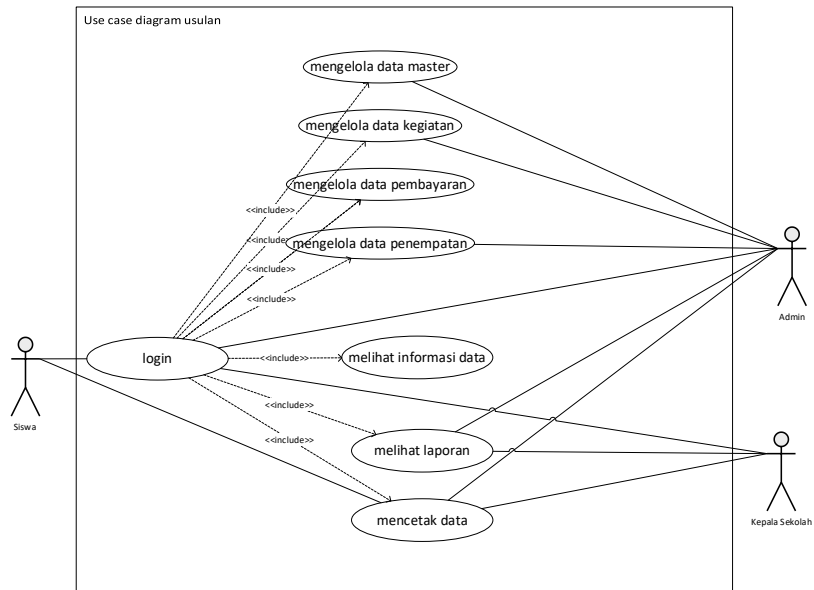 Use case diagram usulan
mengelola data master
mengelola data kegiatan
mengelola data pembayaran
<<include>>
<<include>>
mengelola data penempatan
<<include>>
<<include>>
Admin
login
<<include>>
melihat informasi data
<<include>>
Siswa
<<include>>
melihat laporan
mencetak data
Kepala Sekolah